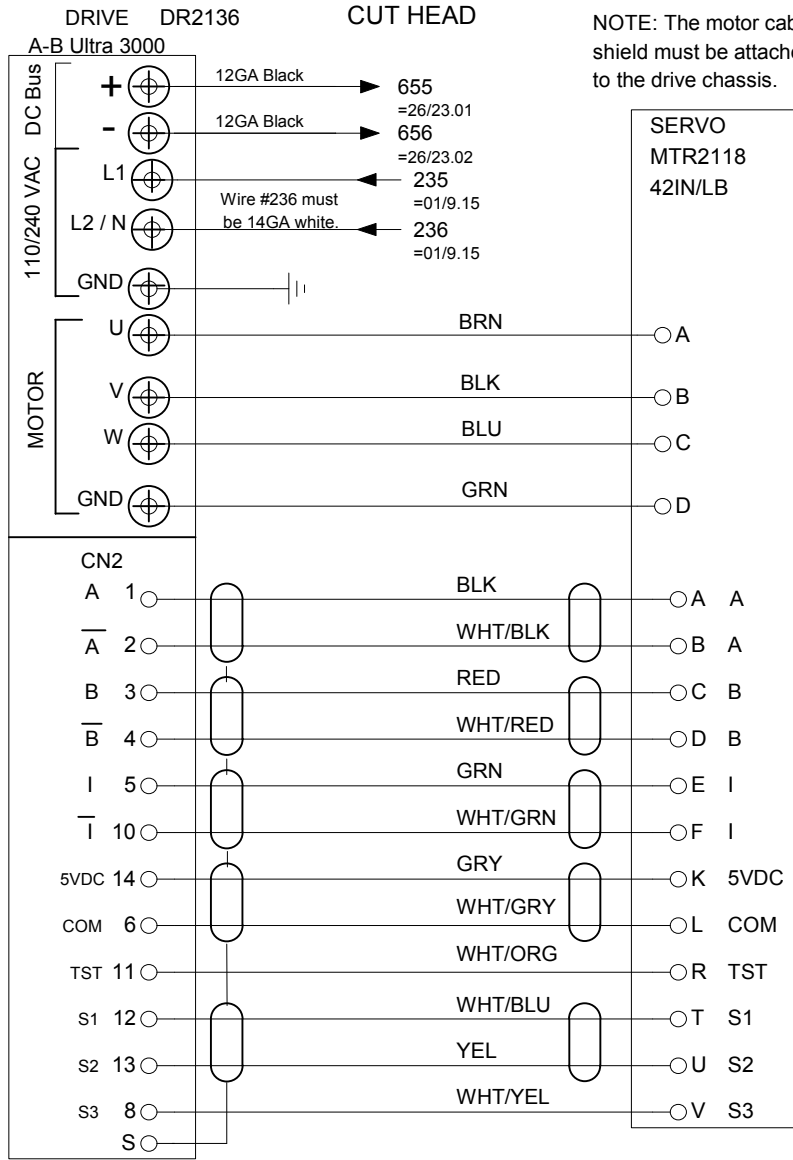 DRIVE DR2136 CUT HEAD
A-B Ultra 3000
NOTE: The motor cab
shield must be attache
to the drive chassis.
DC Bus
+ 12GA Black 655
=26/23.01
- 12GA Black 656
=26/23.02
110/240 VAC
L1 235
=01/9.15
Wire #236 must
be 14GA white.
L2 / N 236
=01/9.15
GND
SERVO
MTR2118
42IN/LB
MOTOR
U BRN A
V BLK B
W BLU C
GND GRN D
CN2
A 1 BLK A A
A 2 WHT/BLK B A
B 3 RED C B
B 4 WHT/RED D B
I 5 GRN E I
I 10 WHT/GRN F I
5VDC 14 GRY K 5VDC
COM 6 WHT/GRY L COM
TST 11 WHT/ORG R TST
S1 12 WHT/BLU T S1
S2 13 YEL U S2
S3 8 WHT/YEL V S3
S